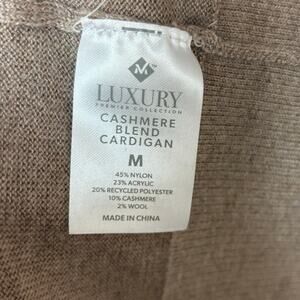 M™
LUXURY
PREMIER COLLECTION
CASHMERE
BLEND
CARDIGAN
M
45% NYLON
23% ACRYLIC
20% RECYCLED POLYESTER
10% CASHMERE
2% WOOL
MADE IN CHINA